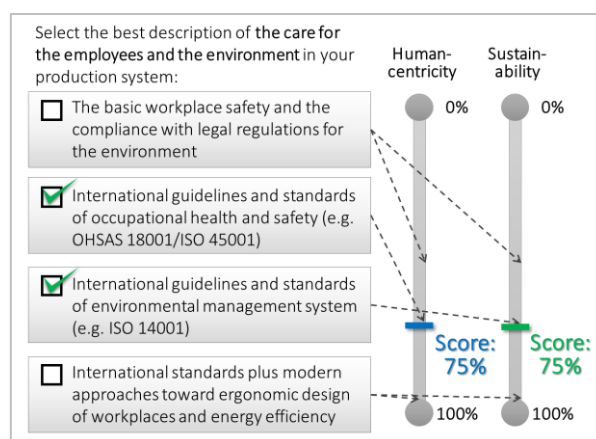 Select the best description of the care for
the employees and the environment in your
production system:
Human-
centricity
Sustain-
ability
0%
0%
The basic workplace safety and the
compliance with legal regulations for
the environment
International guidelines and standards
of occupational health and safety (e.g.
OHSAS 18001/ISO 45001)
International guidelines and standards
of environmental management system
(e.g. ISO 14001)
Score:
75%
Score:
75%
International standards plus modern
approaches toward ergonomic design
of workplaces and energy efficiency
100%
100%